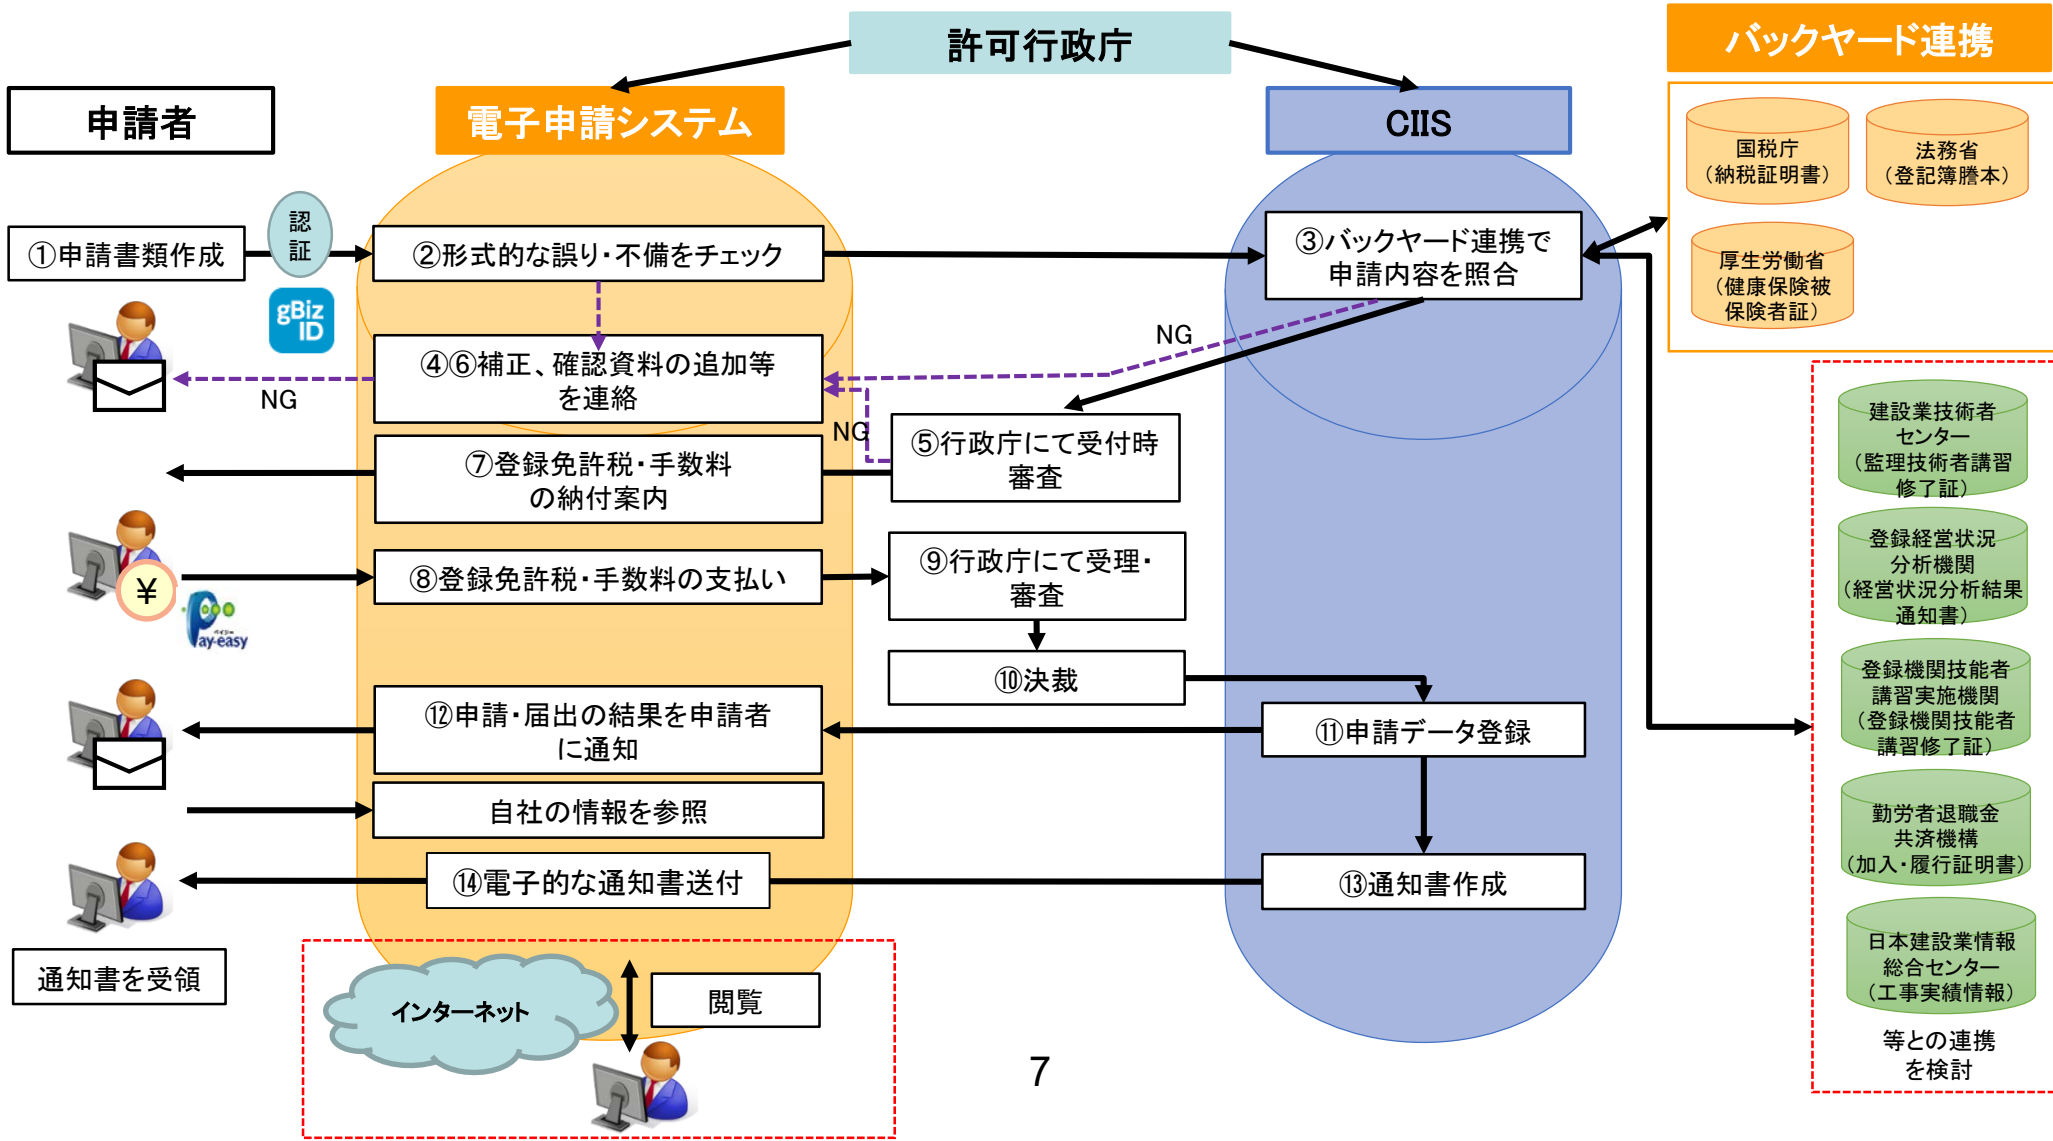 許可行政庁
バックヤード連携
申請者
電子申請システム
CIIS
国税庁
（納税証明書）
法務省
（登記簿謄本）
厚生労働省
（健康保険被
保険者証）
認
証
①申請書類作成
②形式的な誤り・不備をチェック
③バックヤード連携で
申請内容を照合
gBiz
ID
NG
④⑥補正、確認資料の追加等
を連絡
NG
NG
⑤行政庁にて受付時
審査
⑦登録免許税・手数料
の納付案内
⑧登録免許税・手数料の支払い
⑨行政庁にて受理・
審査
¥
ペイジー
Pay-easy
⑩決裁
⑫申請・届出の結果を申請者
に通知
⑪申請データ登録
自社の情報を参照
⑭電子的な通知書送付
⑬通知書作成
通知書を受領
インターネット
閲覧
建設業技術者
センター
（監理技術者講習
修了証）
登録経営状況
分析機関
（経営状況分析結果
通知書）
登録機関技能者
講習実施機関
（登録機関技能者
講習修了証）
勤労者退職金
共済機構
（加入・履行証明書）
日本建設業情報
総合センター
（工事実績情報）
等との連携
を検討
7